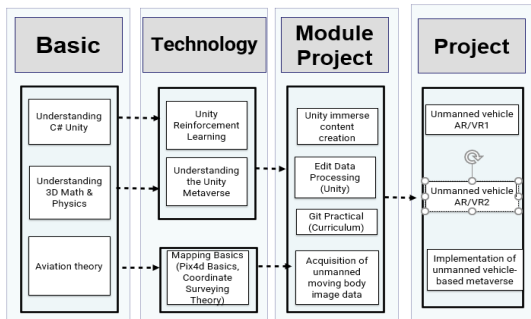 Basic
Understanding
C# Unity
Understanding
3D Math &
Physics
Aviation theory
Technology
Unity
Reinforcement
Learning
Understanding
the Unity
Metaverse
Mapping Basics
(Pix4d Basics,
Coordinate
Surveying
Theory)
Module
Project
Unity immerse
content
creation
Edit Data
Processing
(Unity)
Git Practical
(Curriculum)
Acquisition of
unmanned
moving body
image data
Project
Unmanned vehicle
AR/VR1
Unmanned vehicle
AR/VR2
Implementation of
unmanned vehicle-
based metaverse